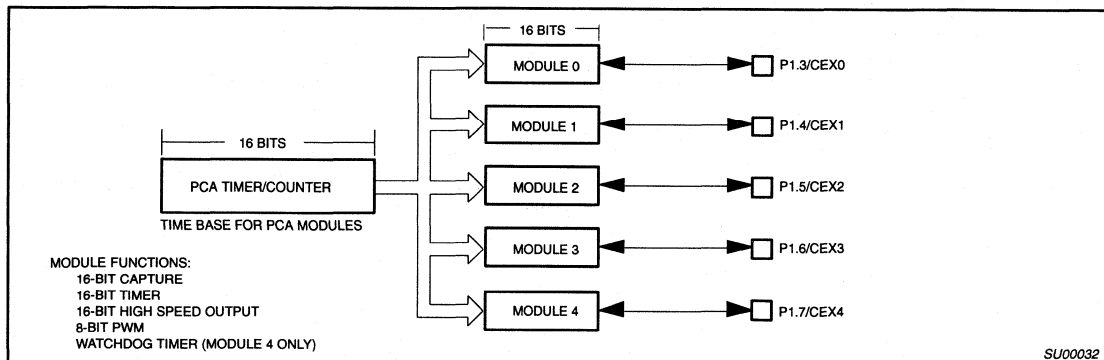 16 BITS
MODULE 0
P1.3/CEX0
MODULE 1
P1.4/CEX1
16 BITS
PCA TIMER/COUNTER
TIME BASE FOR PCA MODULES
MODULE 2
P1.5/CEX2
MODULE 3
P1.6/CEX3
MODULE 4
P1.7/CEX4
MODULE FUNCTIONS:
16-BIT CAPTURE
16-BIT TIMER
16-BIT HIGH SPEED OUTPUT
8-BIT PWM
WATCHDOG TIMER (MODULE 4 ONLY)
SU00032